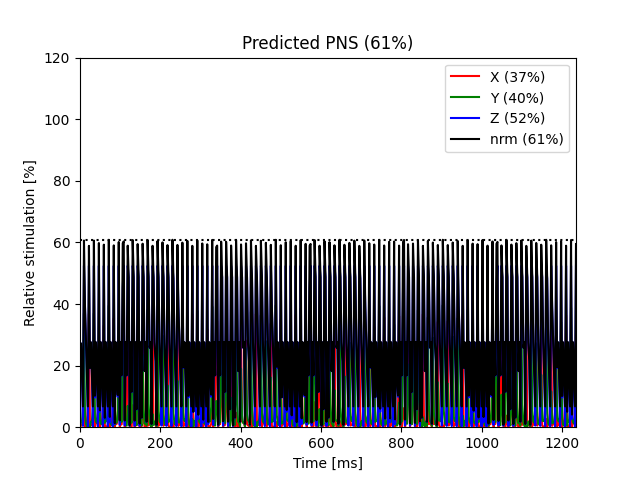 Predicted PNS (61%)
120
100
80
60
40
20
0
Relative stimulation [%]
X (37%)
Y (40%)
Z (52%)
nrm (61%)
0 200 400 600 800 1000 1200
Time [ms]